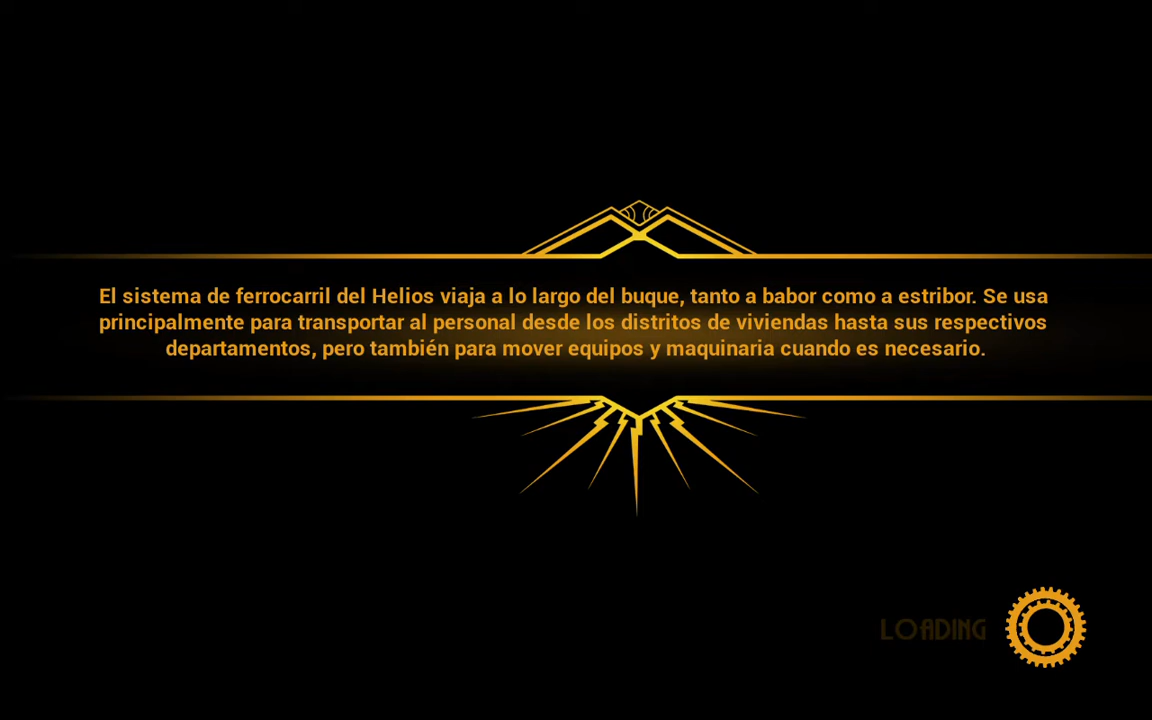 El sistema de ferrocarril del Helios viaja a lo largo del buque, tanto a babor como a estribor. Se usa
principalmente para transportar al personal desde los distritos de viviendas hasta sus respectivos
departamentos, pero también para mover equipos y maquinaria cuando es necesario.
LOADING